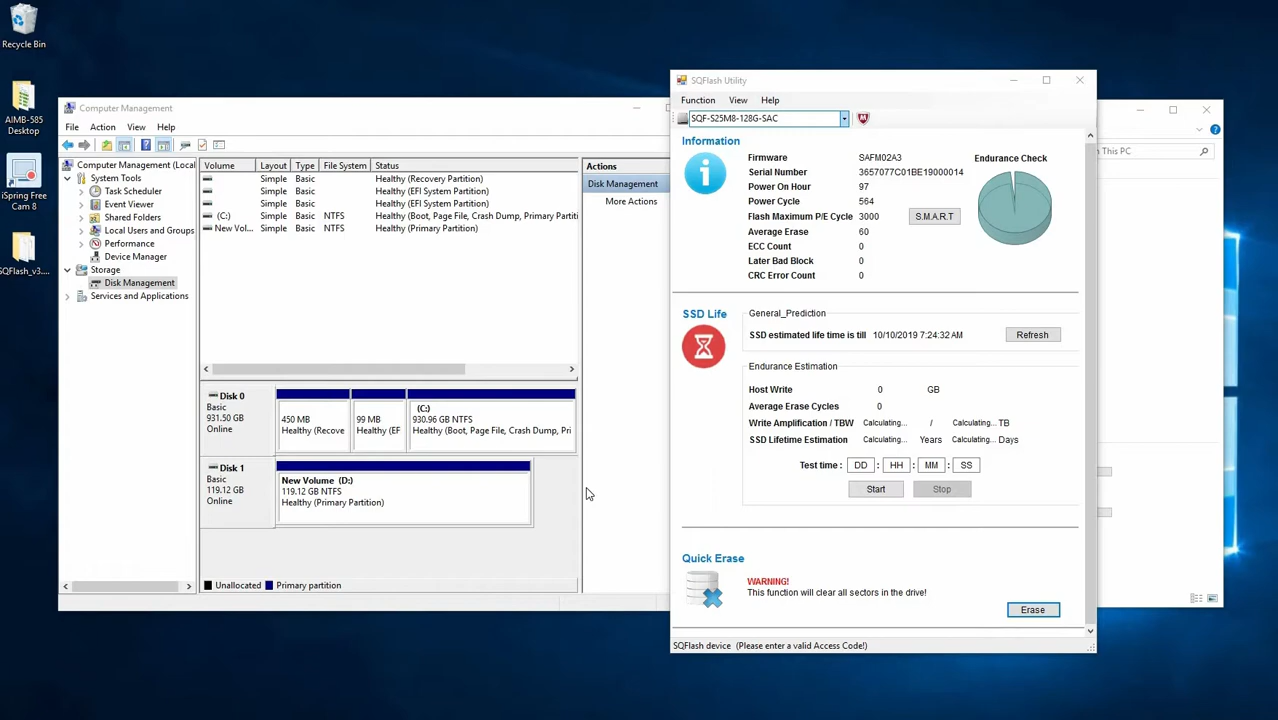 Recycle Bin
AIMB-585
Desktop
iSpring Free
Cam 8
SQFlash_v3....
Computer Management
File Action View Help
Computer Management (Local
System Tools
Task Scheduler
Event Viewer
Shared Folders
Local Users and Groups
Performance
Device Manager
Storage
Disk Management
Services and Applications
Volume Layout Type File System Status
Simple Basic Healthy (Recovery Partition)
Simple Basic Healthy (EFI System Partition)
Simple Basic Healthy (EFI System Partition)
(C:) Simple Basic NTFS Healthy (Boot, Page File, Crash Dump, Primary Partiti
New Vol... Simple Basic NTFS Healthy (Primary Partition)
Disk 0
Basic
931.50 GB
Online
450 MB
Healthy (Recove
99 MB
Healthy (EF
(C:)
930.96 GB NTFS
Healthy (Boot, Page File, Crash Dump, Pri
Disk 1
Basic
119.12 GB
Online
New Volume (D:)
119.12 GB NTFS
Healthy (Primary Partition)
Unallocated Primary partition
Actions
Disk Management
More Actions
SQFlash Utility
Function View Help
SQF-S25M8-128G-SAC
Information
Firmware SAFM02A3
Serial Number 3657077C01BE19000014
Power On Hour 97
Power Cycle 564
Flash Maximum P/E Cycle 3000
Average Erase 60
ECC Count 0
Later Bad Block 0
CRC Error Count 0
S.M.A.R.T
Endurance Check
SSD Life
General_Prediction
SSD estimated life time is till 10/10/2019 7:24:32 AM Refresh
Endurance Estimation
Host Write 0 GB
Average Erase Cycles 0
Write Amplification / TBW Calculating... / Calculating... TB
SSD Lifetime Estimation Calculating... Years Calculating... Days
Test time : DD : HH : MM : SS
Start Stop
Quick Erase
WARNING!
This function will clear all sectors in the drive!
Erase
SQFlash device (Please enter a valid Access Code!)
h This PC